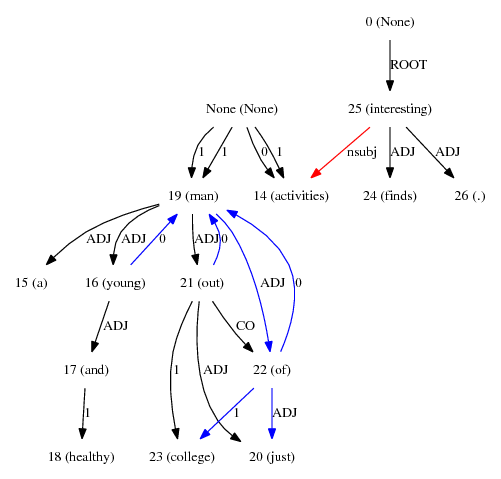 0 (None)
ROOT
None (None) 25 (interesting)
1 1 0 1 nsubj ADJ ADJ
19 (man) 14 (activities) 24 (finds) 26 (.)
ADJ ADJ 0 ADJ 0 ADJ 0
15 (a) 16 (young) 21 (out)
ADJ CO
17 (and) 22 (of)
1 1 ADJ 1 ADJ
18 (healthy) 23 (college) 20 (just)